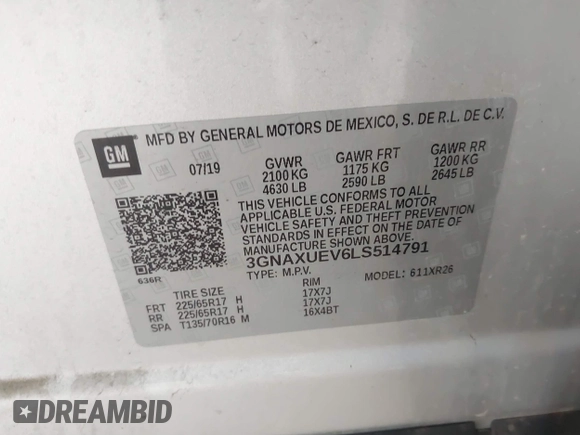 GM
MFD BY GENERAL MOTORS DE MEXICO, S. DE R.L. DE C.V.
07/19 GVWR GAWR FRT GAWR RR
2100 KG 1175 KG 1200 KG
4630 LB 2590 LB 2645 LB
THIS VEHICLE CONFORMS TO ALL
APPLICABLE U.S. FEDERAL MOTOR
VEHICLE SAFETY AND THEFT PREVENTION
STANDARDS IN EFFECT ON THE DATE OF
MANUFACTURE SHOWN ABOVE.
3GNAXUEV6LS514791
636R TYPE: M.P.V. MODEL: 611XR26
TIRE SIZE RIM
FRT 225/65R17 H 17X7J
RR 225/65R17 H 17X7J
SPA T135/70R16 M 16X4BT
DREAMBID